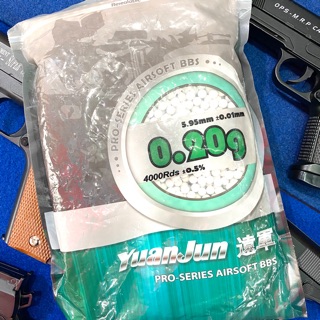 PRO-SERIES AIRSOFT BBS
5.95mm ±0.01mm
0.20g
4000Rds ±0.5%
YuanJun 遠軍
PRO-SERIES AIRSOFT BBS
OPS-M.R.P